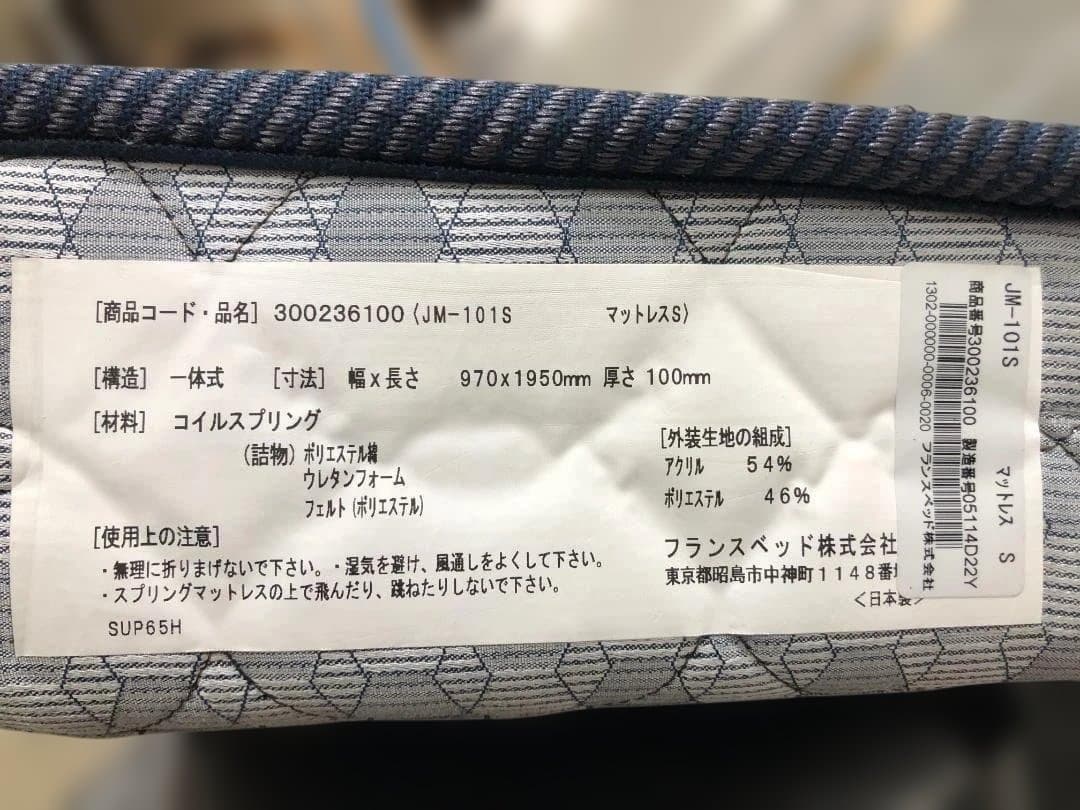 [商品コード・品名] 300236100 (JM-101S マットレスS)
[構造] 一体式 [寸法] 幅x長さ 970x1950mm 厚さ 100mm
[材料] コイルスプリング
(詰物) ポリエステル綿
ウレタンフォーム
フェルト(ポリエステル)
[外装生地の組成]
アクリル 54%
ポリエステル 46%
[使用上の注意]
・無理に折りまげないで下さい。・湿気を避け、風通しをよくして下さい。
・スプリングマットレスの上で飛んだり、跳ねたりしないで下さい。
SUP65H
フランスベッド株式会社
東京都昭島市中神町1148番
<日本製>
JM-101S マットレス S
商品番号300236100 製造番号05114D22Y
1302-000000-0006-0020 フランスベッド株式会社